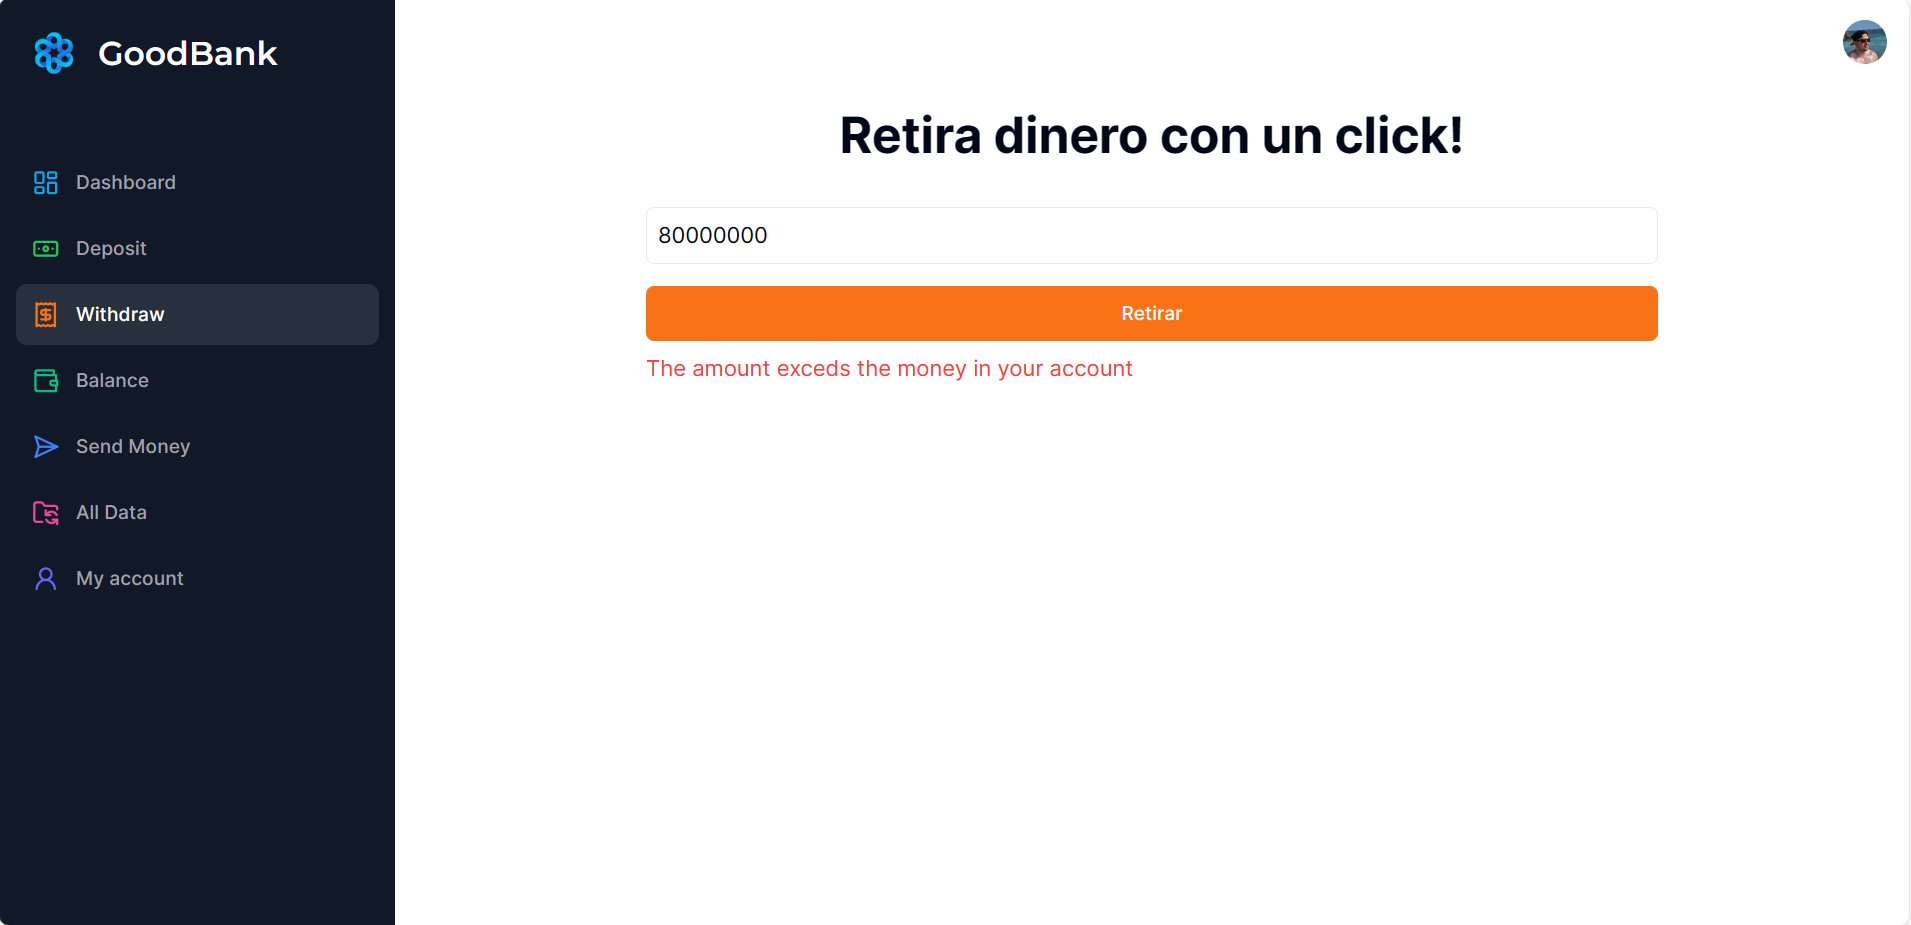 GoodBank
Dashboard
Deposit
Withdraw
Balance
Send Money
All Data
My account
Retira dinero con un click!
80000000
Retirar
The amount exceds the money in your account